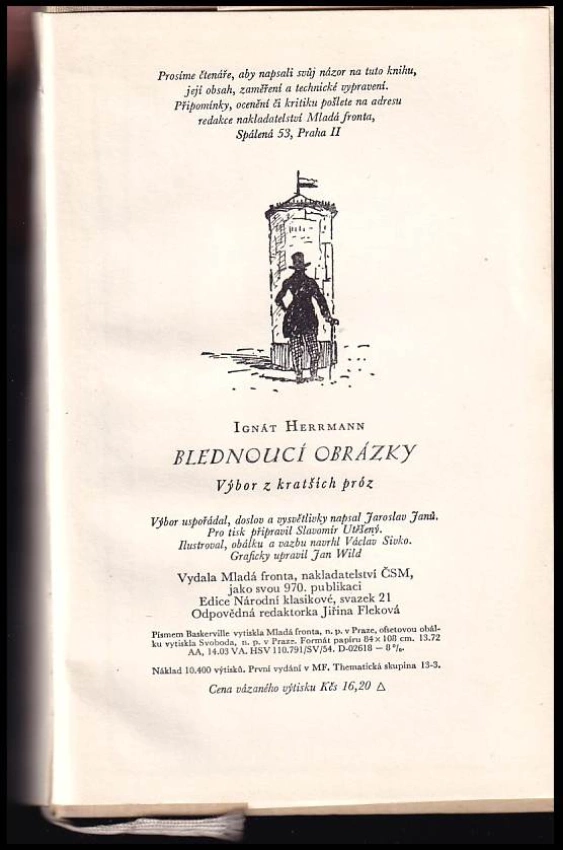 Prosíme čtenáře, aby napsali svůj názor na tuto knihu,
její obsah, zaměření a technické vypravení.
Připomínky, ocenění či kritiku pošlete na adresu
redakce nakladatelství Mladá fronta,
Spálená 53, Praha II
Ignát Herrmann
BLEDNOUCÍ OBRÁZKY
Výbor z kratších próz
Výbor uspořádal, doslov a vysvětlivky napsal Jaroslav Janů.
Pro tisk připravil Slavomír Utěšený.
Ilustroval, obálku a vazbu navrhl Václav Sivko.
Graficky upravil Jan Wild
Vydala Mladá fronta, nakladatelství ČSM,
jako svou 970. publikaci
Edice Národní klasikové, svazek 21
Odpovědná redaktorka Jiřina Fleková
Písmem Baskerville vytiskla Mladá fronta, n. p. v Praze, ofsetovou obál-
ku vytiskla Svoboda, n. p. v Praze. Formát papíru 84 × 108 cm. 13.72
AA, 14.03 VA. HSV 110.791/SV/54. D-02618 — 8%.
Náklad 10.400 výtisků. První vydání v MF. Thematická skupina 13-3.
Cena vázaného výtisku Kčs 16,20 △